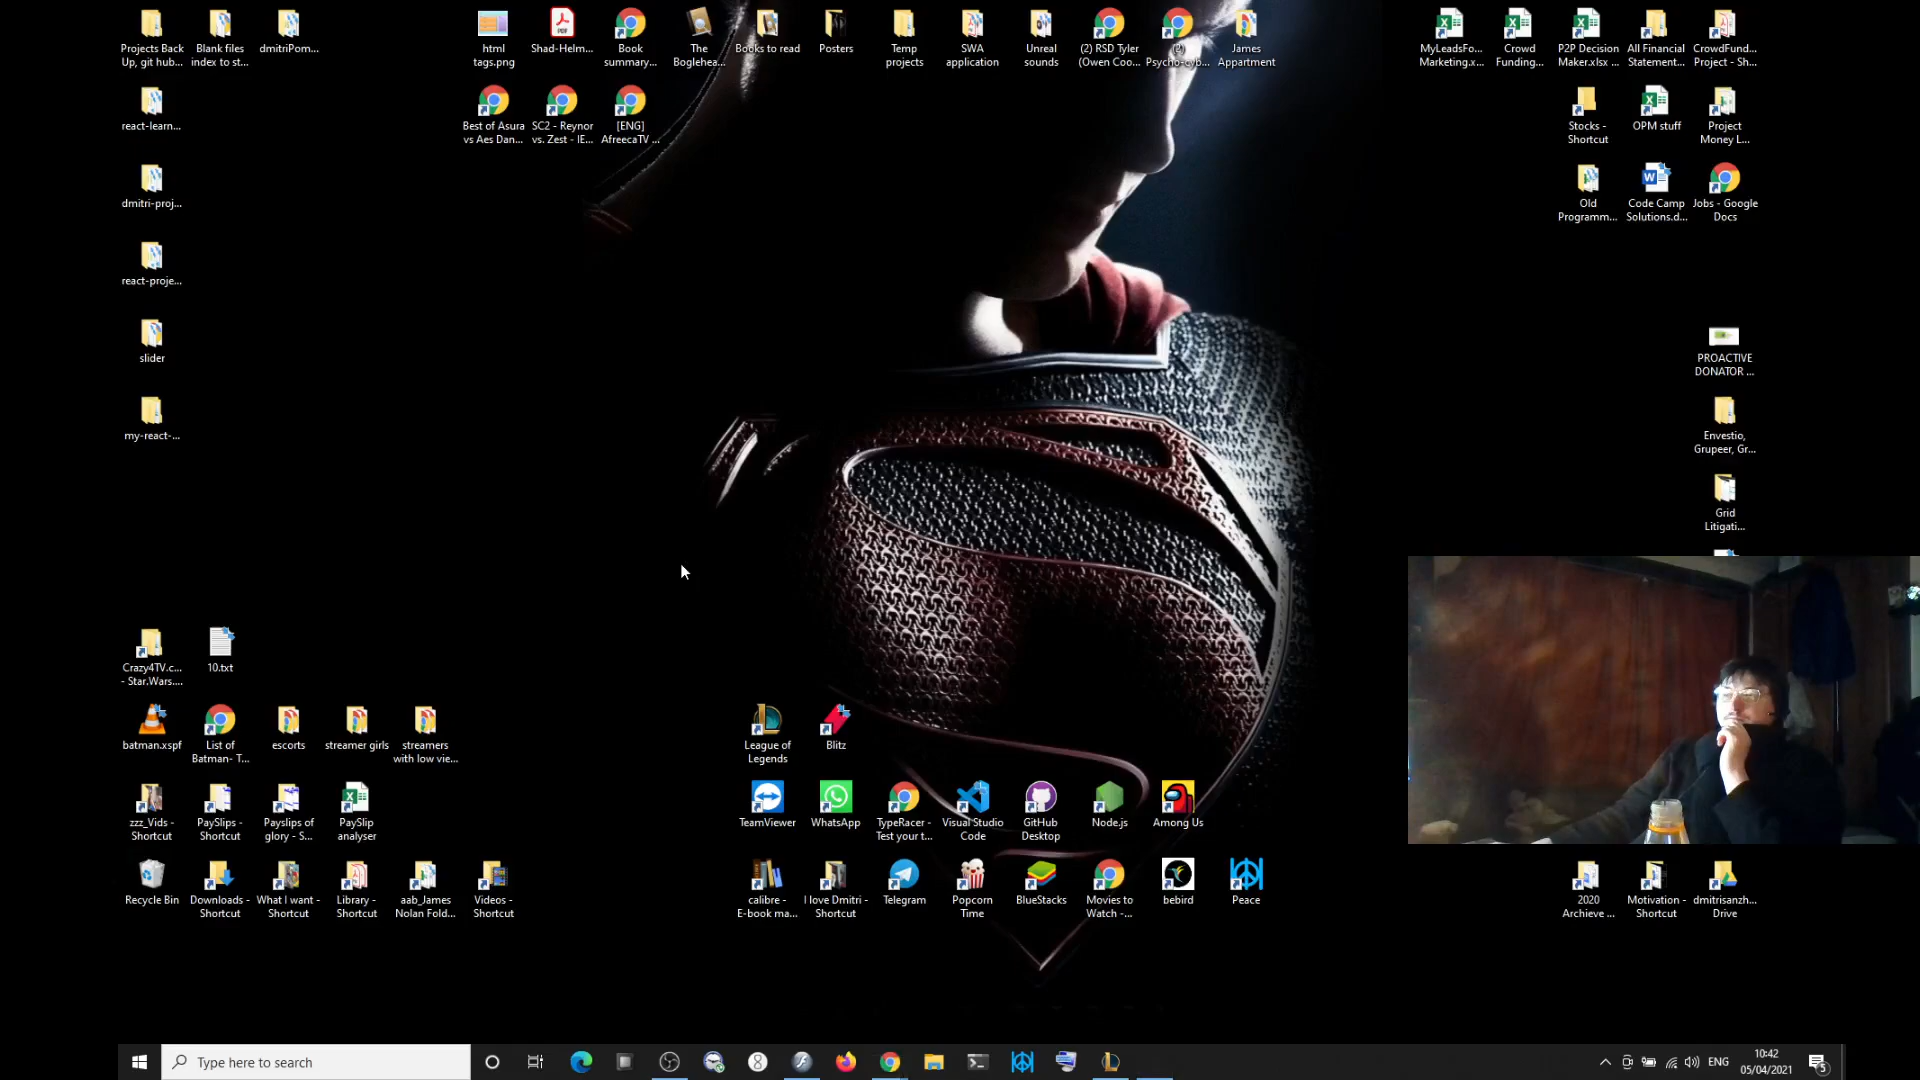 Projects Back
Up, git hub...
Blank files
index to st...
dmitriPom...
html
tags.png
Shad-Helm...
Book
summary...
The
Boglehea...
Books to read
Posters
Temp
projects
SWA
application
Unreal
sounds
(2) RSD Tyler
(Owen Coo...
(2)
Psycho-Cyb...
James
Appartment
MyLeadsFo...
Marketing.x...
Crowd
Funding...
P2P Decision
Maker.xlsx ...
All Financial
Statement...
CrowdFund...
Project - Sh...
react-learn...
Best of Asura
vs Aes Dan...
SC2 - Reynor
vs. Zest - IE...
[ENG]
AfreecaTV ...
Stocks -
Shortcut
OPM stuff
Project
Money L...
dmitri-proj...
Old
Programm...
Code Camp
Solutions.d...
Jobs - Google
Docs
react-proje...
slider
PROACTIVE
DONATOR ...
my-react-...
Envestio,
Grupeer, Gr...
Grid
Litigati...
Crazy4TV.c...
- Star.Wars....
10.txt
batman.xspf
List of
Batman- T...
escorts
streamer girls
streamers
with low vie...
League of
Legends
Blitz
zzz_Vids -
Shortcut
PaySlips -
Shortcut
Payslips of
glory - S...
PaySlip
analyser
TeamViewer
WhatsApp
TypeRacer -
Test your t...
Visual Studio
Code
GitHub
Desktop
Node.js
Among Us
Recycle Bin
Downloads -
Shortcut
What I want -
Shortcut
Library -
Shortcut
aab_James
Nolan Fold...
Videos -
Shortcut
calibre -
E-book ma...
I love Dmitri -
Shortcut
Telegram
Popcorn
Time
BlueStacks
Movies to
Watch -...
bebird
Peace
2020
Archieve ...
Motivation -
Shortcut
dmitrisanzh...
Drive
Type here to search
ENG
10:42
05/04/2021
5